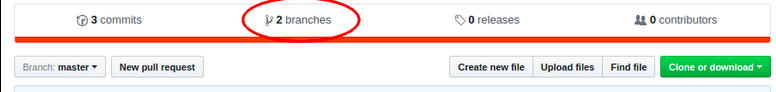 3 commits 2 branches 0 releases 0 contributors
Branch: master New pull request Create new file Upload files Find file Clone or download